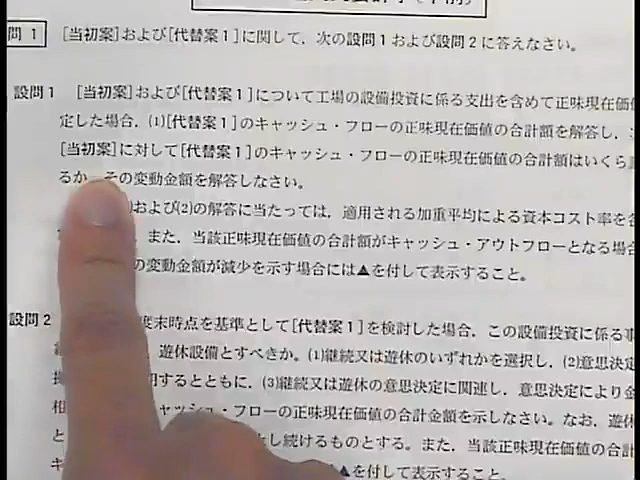 問 1 [当初案]および[代替案1]に関して，次の設問1および設問2に答えなさい。
設問1 [当初案]および[代替案1]について工場の設備投資に係る支出を含めて正味現在価
定した場合，(1)[代替案1]のキャッシュ・フローの正味現在価値の合計額を解答し，
[当初案]に対して[代替案1]のキャッシュ・フローの正味現在価値の合計額はいくら
るか，その変動金額を解答しなさい。
および(2)の解答に当たっては，適用される加重平均による資本コスト率を
また，当該正味現在価値の合計額がキャッシュ・アウトフローとなる場合
の変動金額が減少を示す場合には▲を付して表示すること。
設問2 度末時点を基準として[代替案1]を検討した場合，この設備投資に係る事
遊休設備とすべきか。(1)継続又は遊休のいずれかを選択し，(2)意思決定
用するとともに，(3)継続又は遊休の意思決定に関連し，意思決定により
相 ャッシュ・フローの正味現在価値の合計金額を示しなさい。なお，遊休
と し続けるものとする。また，当該正味現在価値の合計
キ ▲を付して表示すること。